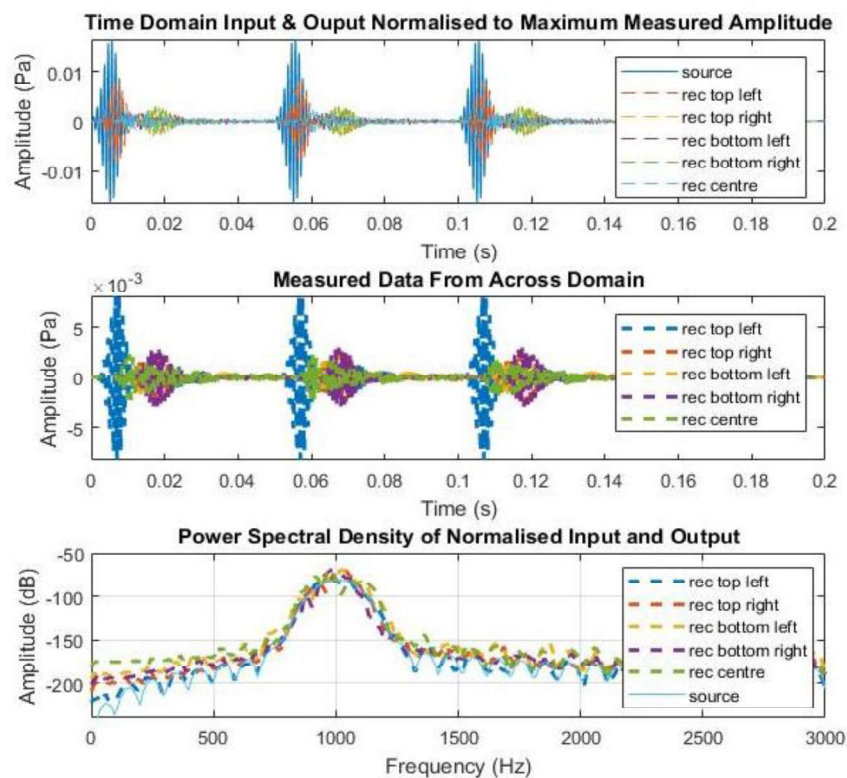 Time Domain Input & Ouput Normalised to Maximum Measured Amplitude
Amplitude (Pa)
0.01
0
-0.01
source
rec top left
rec top right
rec bottom left
rec bottom right
rec centre
0 0.02 0.04 0.06 0.08 0.1 0.12 0.14 0.16 0.18 0.2
Time (s)
Measured Data From Across Domain
× 10⁻³
Amplitude (Pa)
5
0
-5
rec top left
rec top right
rec bottom left
rec bottom right
rec centre
0 0.02 0.04 0.06 0.08 0.1 0.12 0.14 0.16 0.18 0.2
Time (s)
Power Spectral Density of Normalised Input and Output
Amplitude (dB)
-50
-100
-150
-200
rec top left
rec top right
rec bottom left
rec bottom right
rec centre
source
0 500 1000 1500 2000 2500 3000
Frequency (Hz)